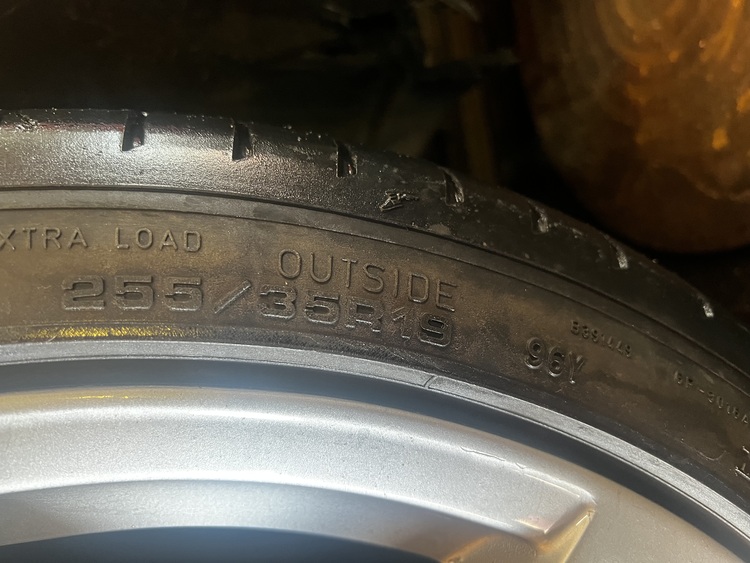 XTRA LOAD
OUTSIDE
255/35R19
96Y